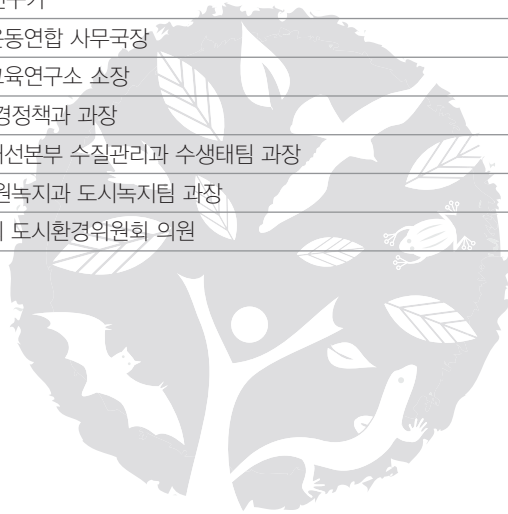 운동연합 사무국장
교육연구소 소장
경정책과 과장
개선본부 수질관리과 수생태팀 과장
원녹지과 도시녹지팀 과장
도시환경위원회 의원